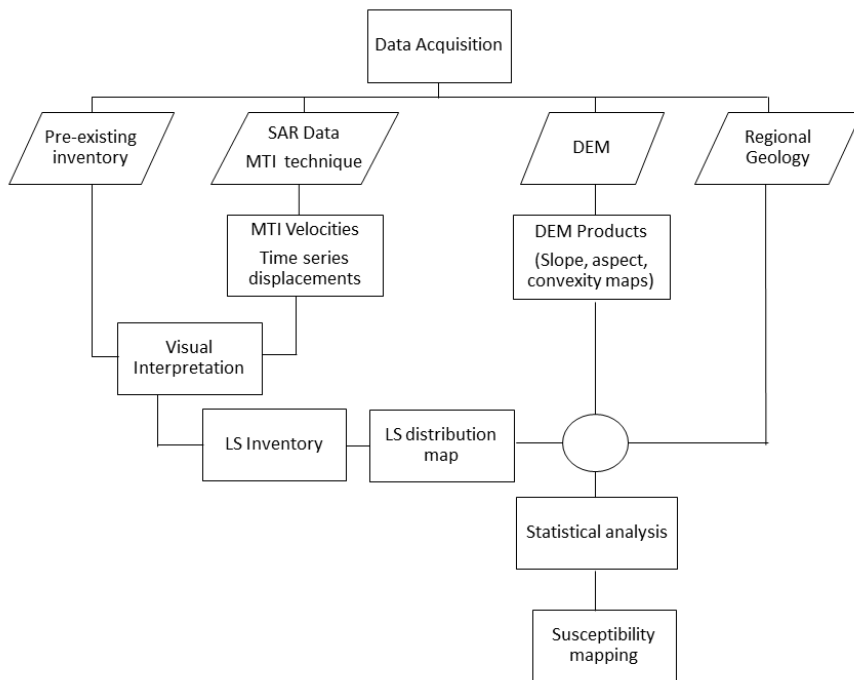 Data Acquisition
Pre-existing
inventory
SAR Data
MTI technique
DEM
Regional
Geology
MTI Velocities
Time series
displacements
DEM Products
(Slope, aspect,
convexity maps)
Visual
Interpretation
LS Inventory
LS distribution
map
Statistical analysis
Susceptibility
mapping